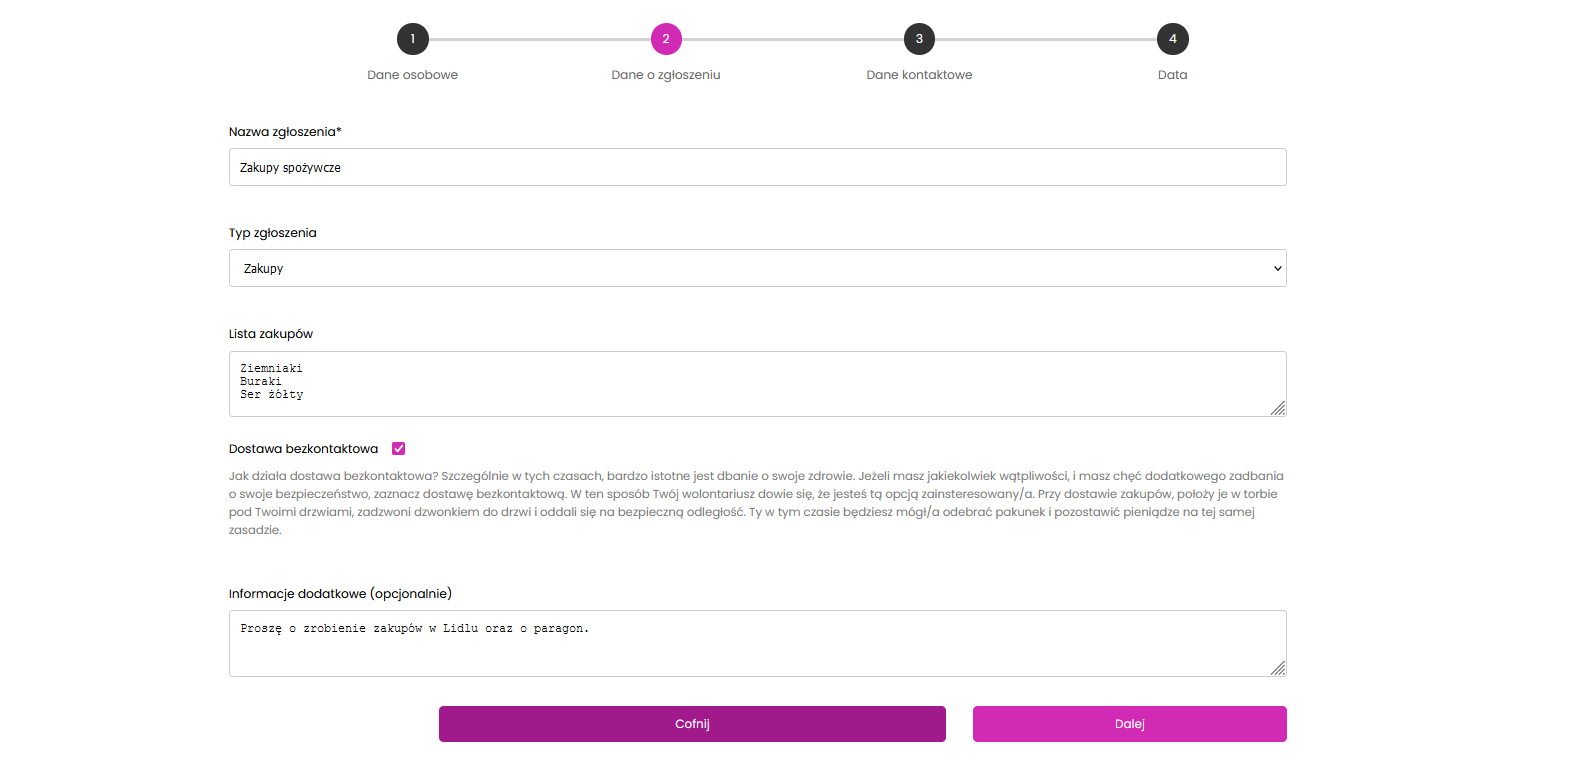 1 2 3 4
Dane osobowe Dane o zgłoszeniu Dane kontaktowe Data
Nazwa zgłoszenia*
Zakupy spożywcze
Typ zgłoszenia
Zakupy
Lista zakupów
Ziemniaki
Buraki
Ser żółty
Dostawa bezkontaktowa
Jak działa dostawa bezkontaktowa? Szczególnie w tych czasach, bardzo istotne jest dbanie o swoje zdrowie. Jeżeli masz jakiekolwiek wątpliwości, i masz chęć dodatkowego zadbania
o swoje bezpieczeństwo, zaznacz dostawę bezkontaktową. W ten sposób Twój wolontariusz dowie się, że jesteś tą opcją zainsteresowany/a. Przy dostawie zakupów, położy je w torbie
pod Twoimi drzwiami, zadzwoni dzwonkiem do drzwi i oddali się na bezpieczną odległość. Ty w tym czasie będziesz mógł/a odebrać pakunek i pozostawić pieniądze na tej samej
zasadzie.
Informacje dodatkowe (opcjonalnie)
Proszę o zrobienie zakupów w Lidlu oraz o paragon.
Cofnij Dalej